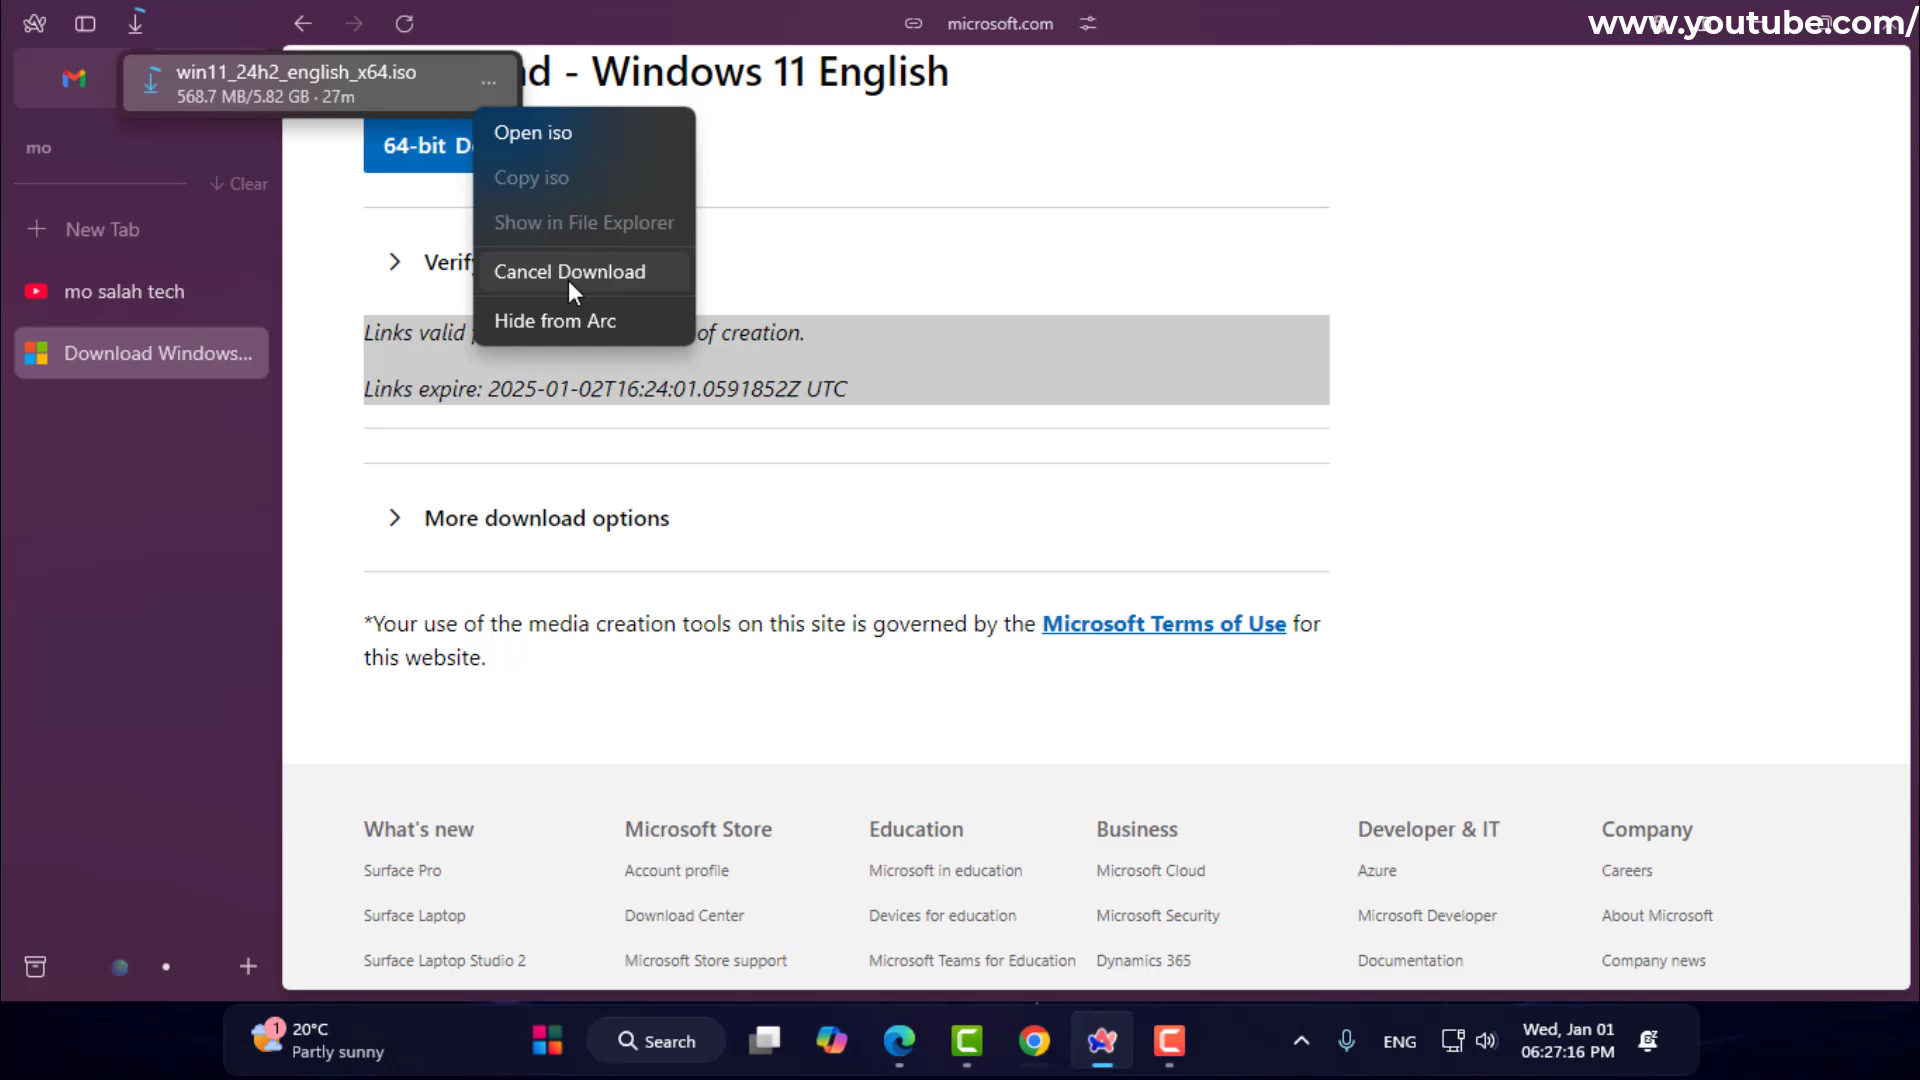 microsoft.com
www.youtube.com/
win11_24h2_english_x64.iso
568.7 MB/5.82 GB · 27m
nd - Windows 11 English
Open iso
Copy iso
Show in File Explorer
Cancel Download
Hide from Arc
mo
Clear
New Tab
mo salah tech
Download Windows...
64-bit D
Verif
Links valid of creation.
Links expire: 2025-01-02T16:24:01.0591852Z UTC
More download options
*Your use of the media creation tools on this site is governed by the Microsoft Terms of Use for
this website.
What's new
Surface Pro
Surface Laptop
Surface Laptop Studio 2
Microsoft Store
Account profile
Download Center
Microsoft Store support
Education
Microsoft in education
Devices for education
Microsoft Teams for Education
Business
Microsoft Cloud
Microsoft Security
Dynamics 365
Developer & IT
Azure
Microsoft Developer
Documentation
Company
Careers
About Microsoft
Company news
1
20°C
Partly sunny
Search
ENG
Wed, Jan 01
06:27:16 PM